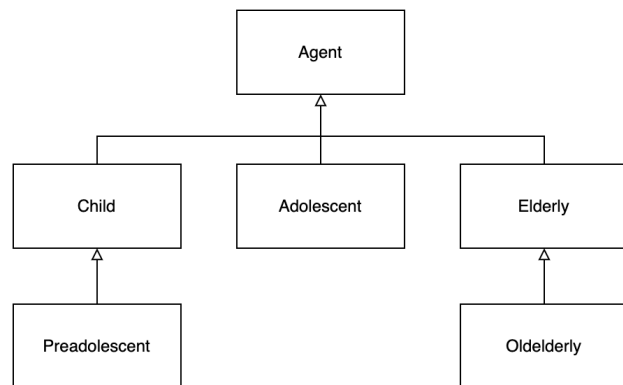 Agent
Child
Adolescent
Elderly
Preadolescent
Oldelderly